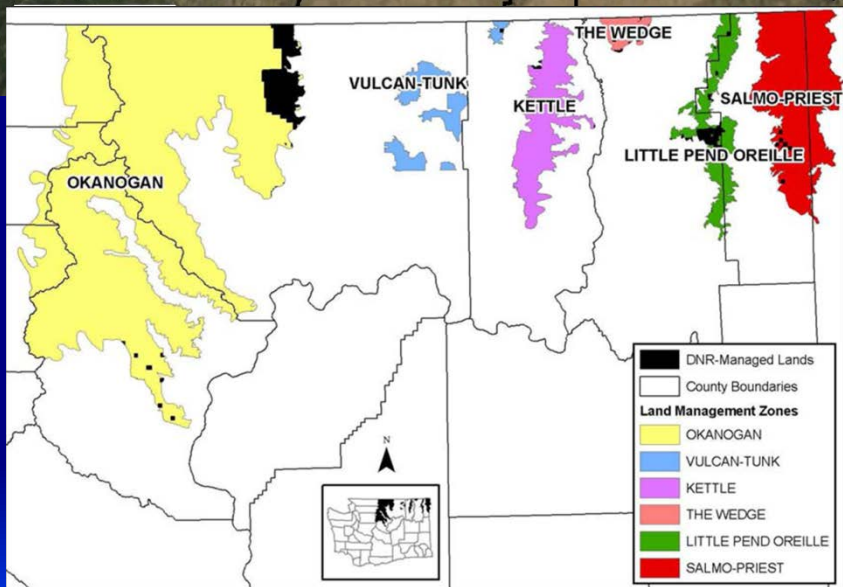 THE WEDGE
VULCAN-TUNK
KETTLE
SALMO-PRIEST
LITTLE PEND OREILLE
OKANOGAN
N
DNR-Managed Lands
County Boundaries
Land Management Zones
OKANOGAN
VULCAN-TUNK
KETTLE
THE WEDGE
LITTLE PEND OREILLE
SALMO-PRIEST